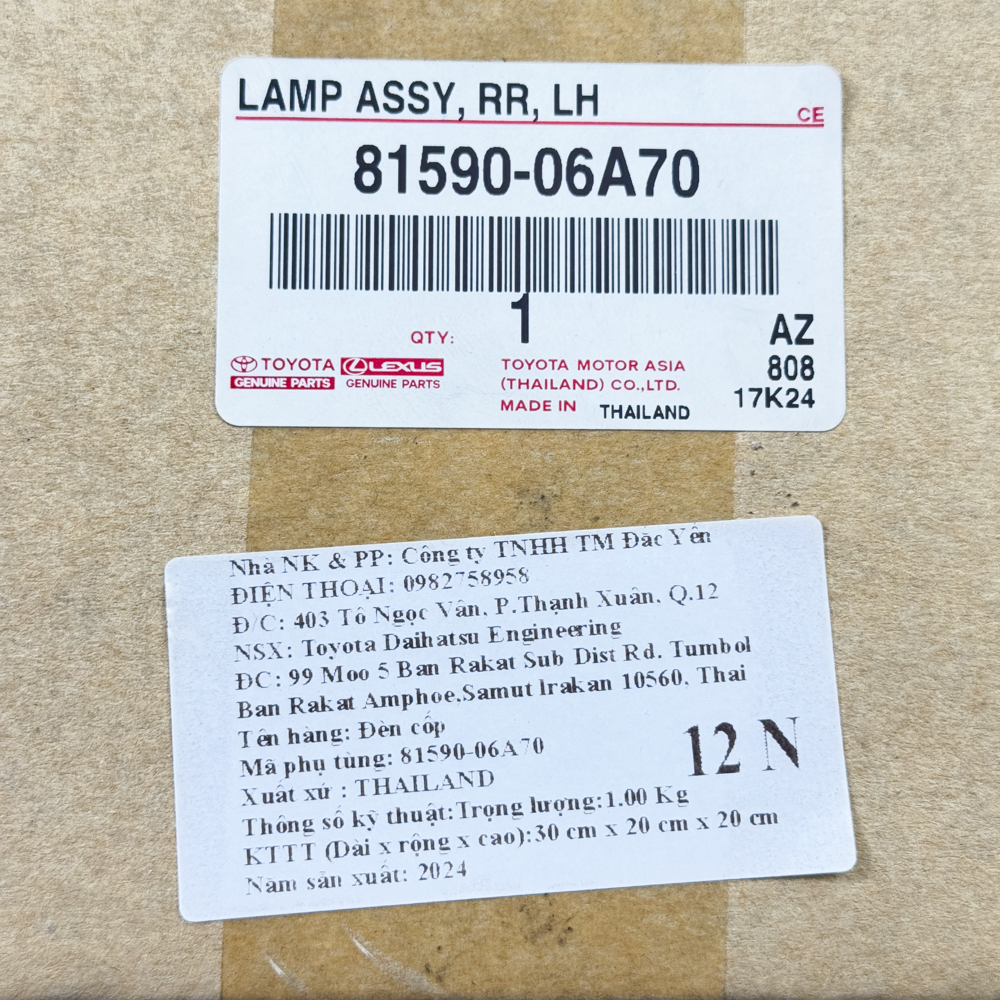 LAMP ASSY, RR, LH
CE
81590-06A70
QTY: 1
AZ
808
17K24
TOYOTA
GENUINE PARTS
LEXUS
GENUINE PARTS
TOYOTA MOTOR ASIA
(THAILAND) CO.,LTD.
MADE IN THAILAND
Nhà NK & PP: Công ty TNHH TM Đắc Yên
ĐIỆN THOẠI: 0982758958
Đ/C: 403 Tô Ngọc Vân, P.Thạnh Xuân, Q.12
NSX: Toyota Daihatsu Engineering
ĐC: 99 Moo 5 Ban Rakat Sub Dist Rd. Tumbol
Ban Rakat Amphoe,Samut Irakan 10560, Thai
Tên hàng: Đèn cốp
Mã phụ tùng: 81590-06A70
12 N
Xuất xứ : THAILAND
Thông số kỹ thuật:Trọng lượng:1.00 Kg
KTTT (Dài x rộng x cao):30 cm x 20 cm x 20 cm
Năm sản xuất: 2024